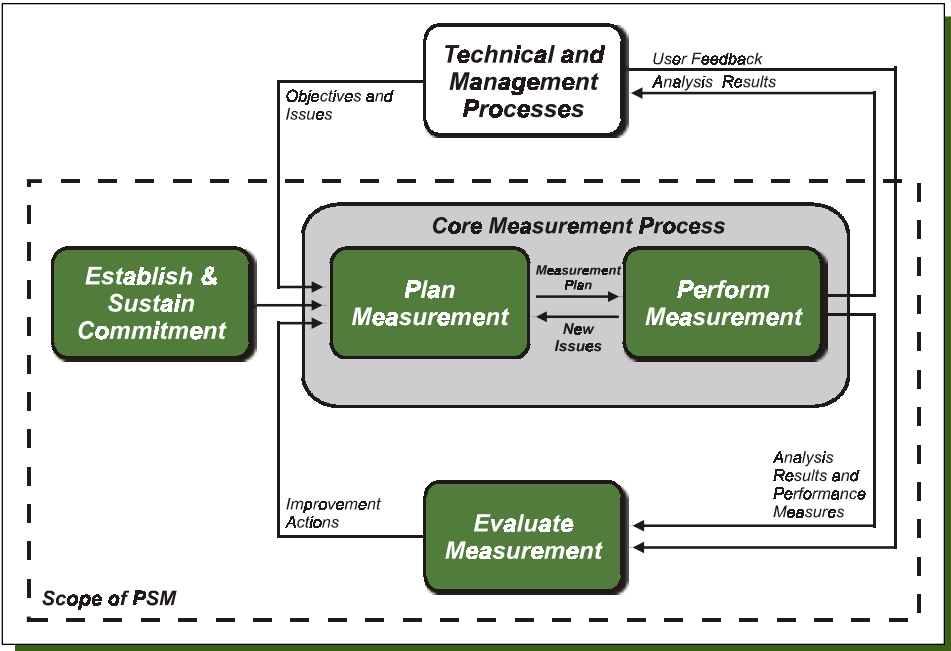 Technical and
Management
Processes
User Feedback
Analysis Results
Objectives and
Issues
Core Measurement Process
Establish &
Sustain
Commitment
Plan
Measurement
Measurement
Plan
New
Issues
Perform
Measurement
Analysis
Results and
Performance
Measures
Improvement
Actions
Evaluate
Measurement
Scope of PSM